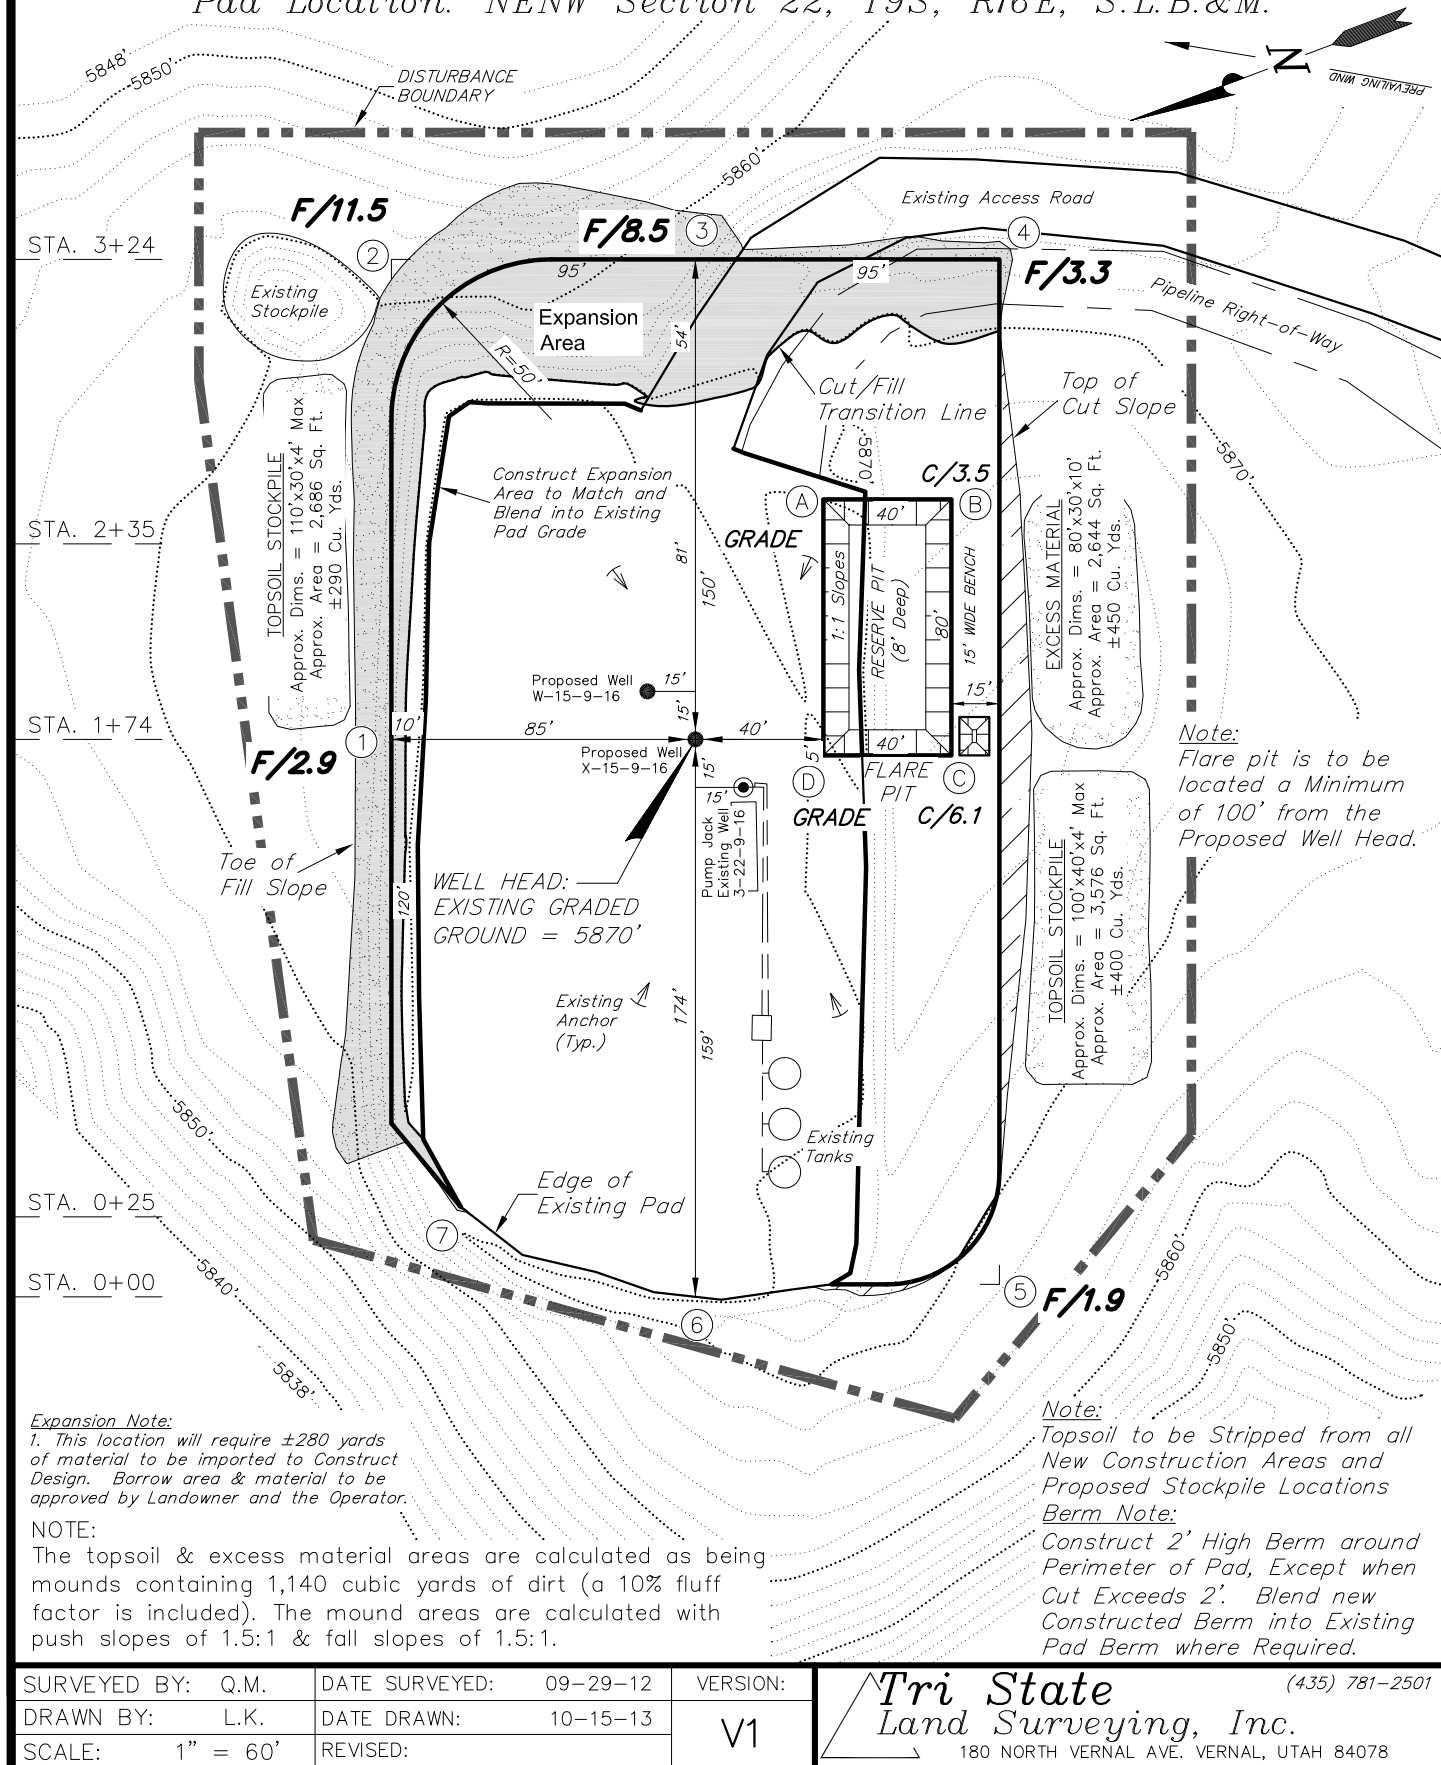 Pad Location: NENW Section 22, T9S, R16E, S.L.B.&M.
5848'
5850'
DISTURBANCE
BOUNDARY
N
PREVAILING WIND
5860'
Existing Access Road
F/11.5
F/8.5
3
4
STA. 3+24
2
95'
95'
F/3.3
Existing
Stockpile
Expansion
Area
54'
Pipeline Right-of-Way
R=50'
Cut/Fill
Transition Line
Top of
Cut Slope
TOPSOIL STOCKPILE
Approx. Dims. = 110'x30'x4' Max
Approx. Area = 2,686 Sq. Ft.
±290 Cu. Yds.
5870'
5870'
Construct Expansion
Area to Match and
Blend into Existing
Pad Grade
C/3.5
A
B
40'
STA. 2+35
GRADE
81'
150'
1:1 Slopes
RESERVE PIT
(8' Deep)
80'
15' WIDE BENCH
EXCESS MATERIAL
Approx. Dims. = 80'x30'x10'
Approx. Area = 2,644 Sq. Ft.
±450 Cu. Yds.
Proposed Well
W-15-9-16
15'
15'
15'
STA. 1+74
1
10'
85'
40'
5'
40'
F/2.9
Proposed Well
X-15-9-16
15'
15'
D
FLARE
PIT
C
GRADE
C/6.1
Note:
Flare pit is to be
located a Minimum
of 100' from the
Proposed Well Head.
Pump Jack
Existing Well
3-22-9-16
Toe of
Fill Slope
120'
WELL HEAD:
EXISTING GRADED
GROUND = 5870'
TOPSOIL STOCKPILE
Approx. Dims. = 100'x40'x4' Max
Approx. Area = 3,576 Sq. Ft.
±400 Cu. Yds.
Existing
Anchor
(Typ.)
174'
159'
5850'
Existing
Tanks
Edge of
Existing Pad
STA. 0+25
7
5840'
5860'
STA. 0+00
5
F/1.9
6
5850'
5838'
Expansion Note:
1. This location will require ±280 yards
of material to be imported to Construct
Design. Borrow area & material to be
approved by Landowner and the Operator.
NOTE:
The topsoil & excess material areas are calculated as being
mounds containing 1,140 cubic yards of dirt (a 10% fluff
factor is included). The mound areas are calculated with
push slopes of 1.5:1 & fall slopes of 1.5:1.
Note:
Topsoil to be Stripped from all
New Construction Areas and
Proposed Stockpile Locations
Berm Note:
Construct 2' High Berm around
Perimeter of Pad, Except when
Cut Exceeds 2'. Blend new
Constructed Berm into Existing
Pad Berm where Required.
SURVEYED BY: Q.M.
DATE SURVEYED: 09-29-12
VERSION:
DRAWN BY: L.K.
DATE DRAWN: 10-15-13
V1
SCALE: 1" = 60'
REVISED:
Tri State
Land Surveying, Inc.
(435) 781-2501
180 NORTH VERNAL AVE. VERNAL, UTAH 84078